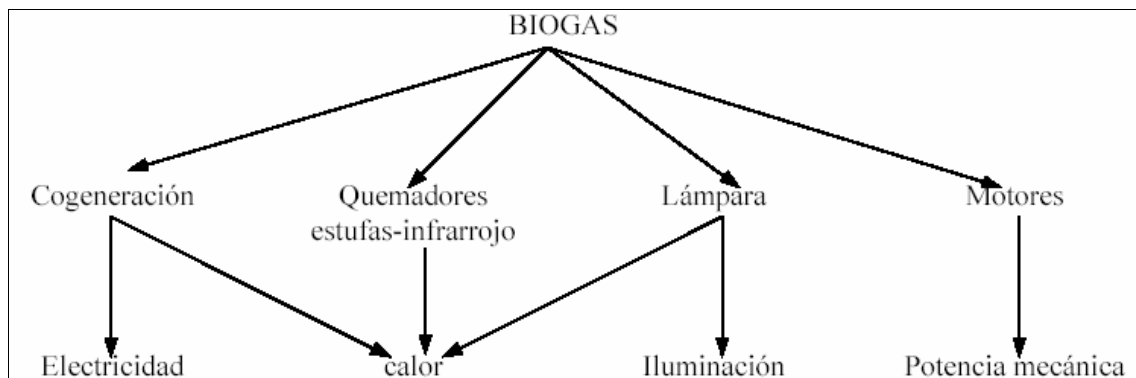 BIOGAS
Cogeneración
Quemadores
estufas-infrarrojo
Lámpara
Motores
Electricidad
calor
Iluminación
Potencia mecánica